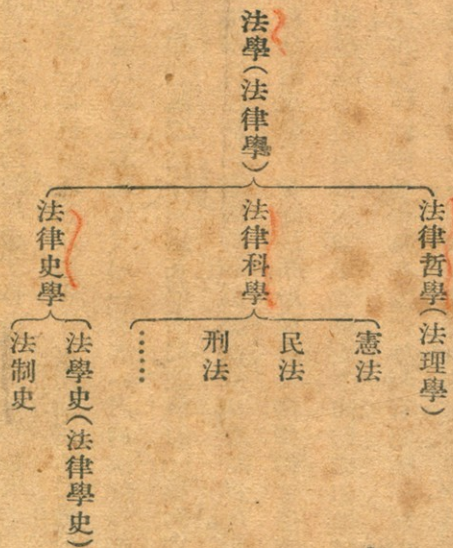 法學（法律學）
法律哲學（法理學）
法律科學
憲法
民法
刑法
……
法律史學
法學史（法律學史）
法制史